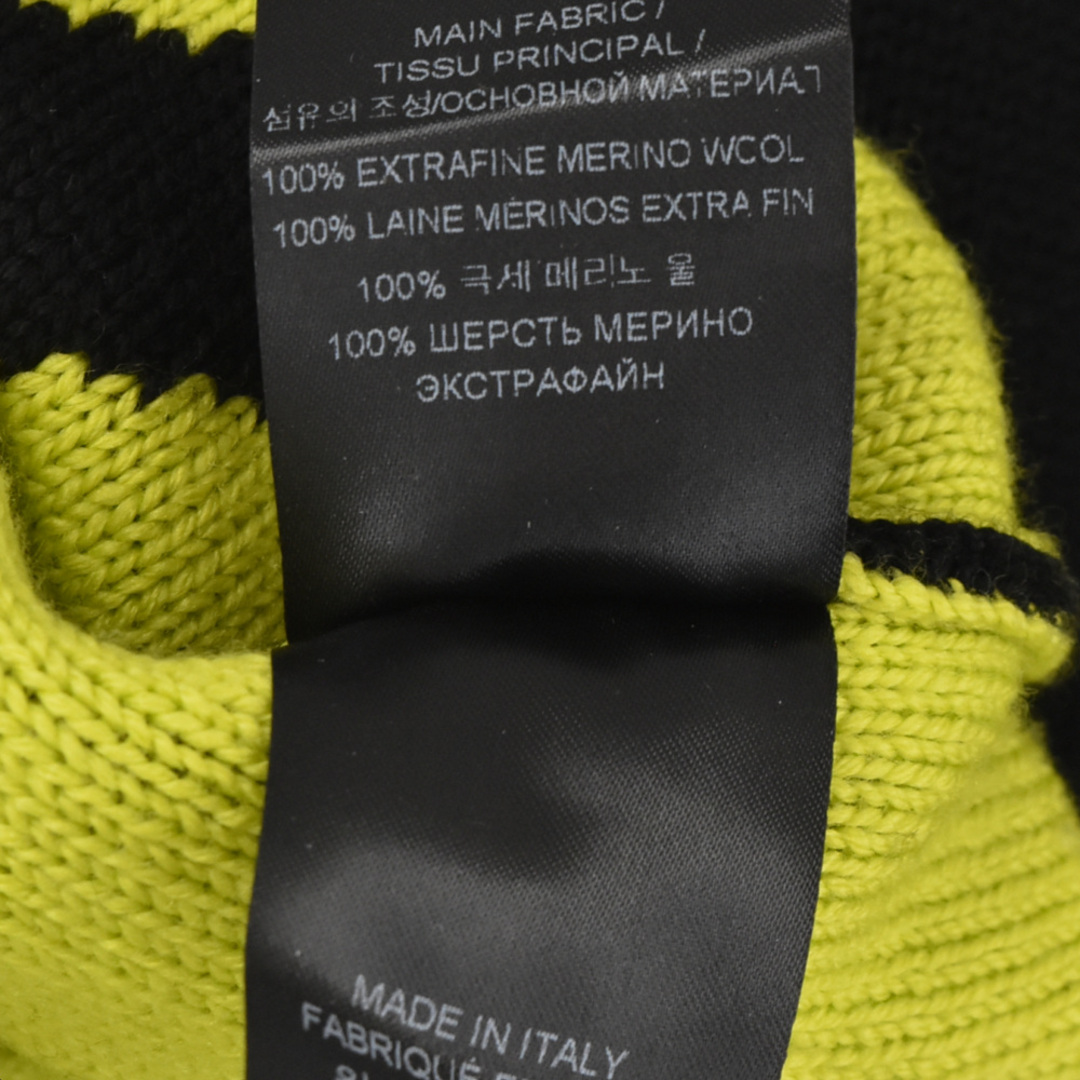 MAIN FABRIC /
TISSU PRINCIPAL /
섬유의 조성/ОСНОВНОЙ МАТЕРИАЛ
100% EXTRAFINE MERINO WOOL
100% LAINE MÉRINOS EXTRA FIN
100% 극세 메리노 울
100% ШЕРСТЬ МЕРИНО
ЭКСТРАФАЙН
MADE IN ITALY
FABRIQUÉ